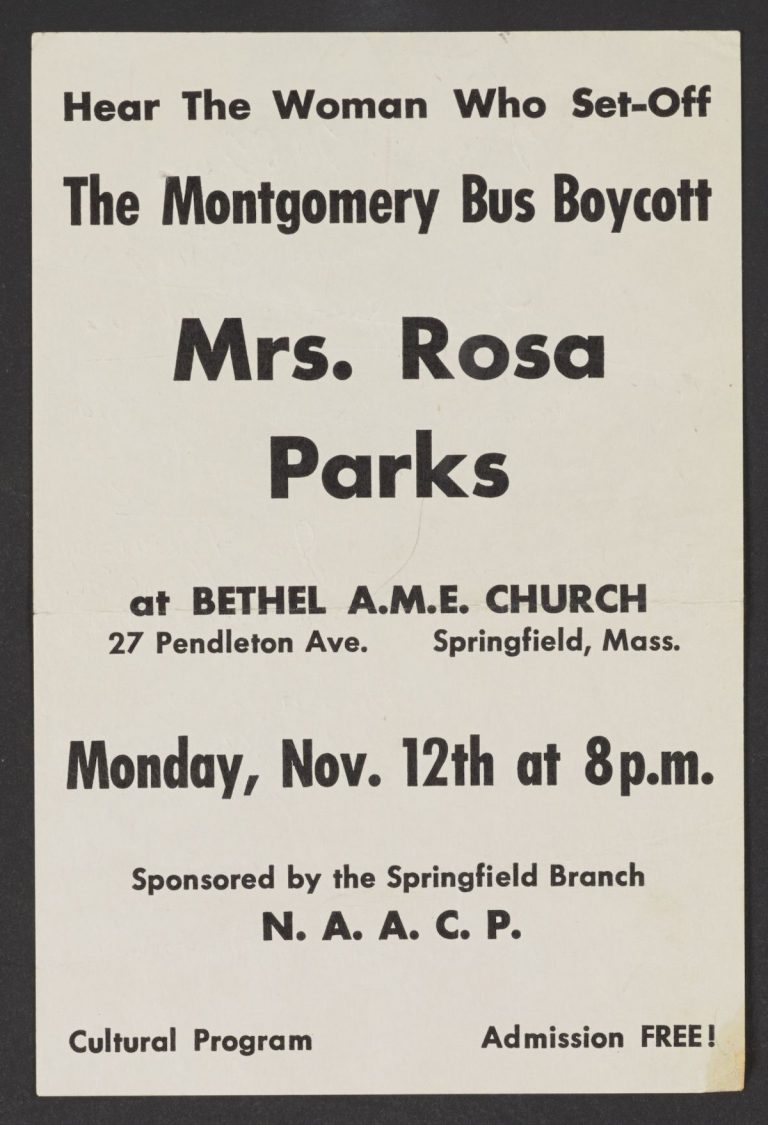 Hear The Woman Who Set-Off
The Montgomery Bus Boycott
Mrs. Rosa
Parks
at BETHEL A.M.E. CHURCH
27 Pendleton Ave. Springfield, Mass.
Monday, Nov. 12th at 8p.m.
Sponsored by the Springfield Branch
N. A. A. C. P.
Cultural Program Admission FREE!